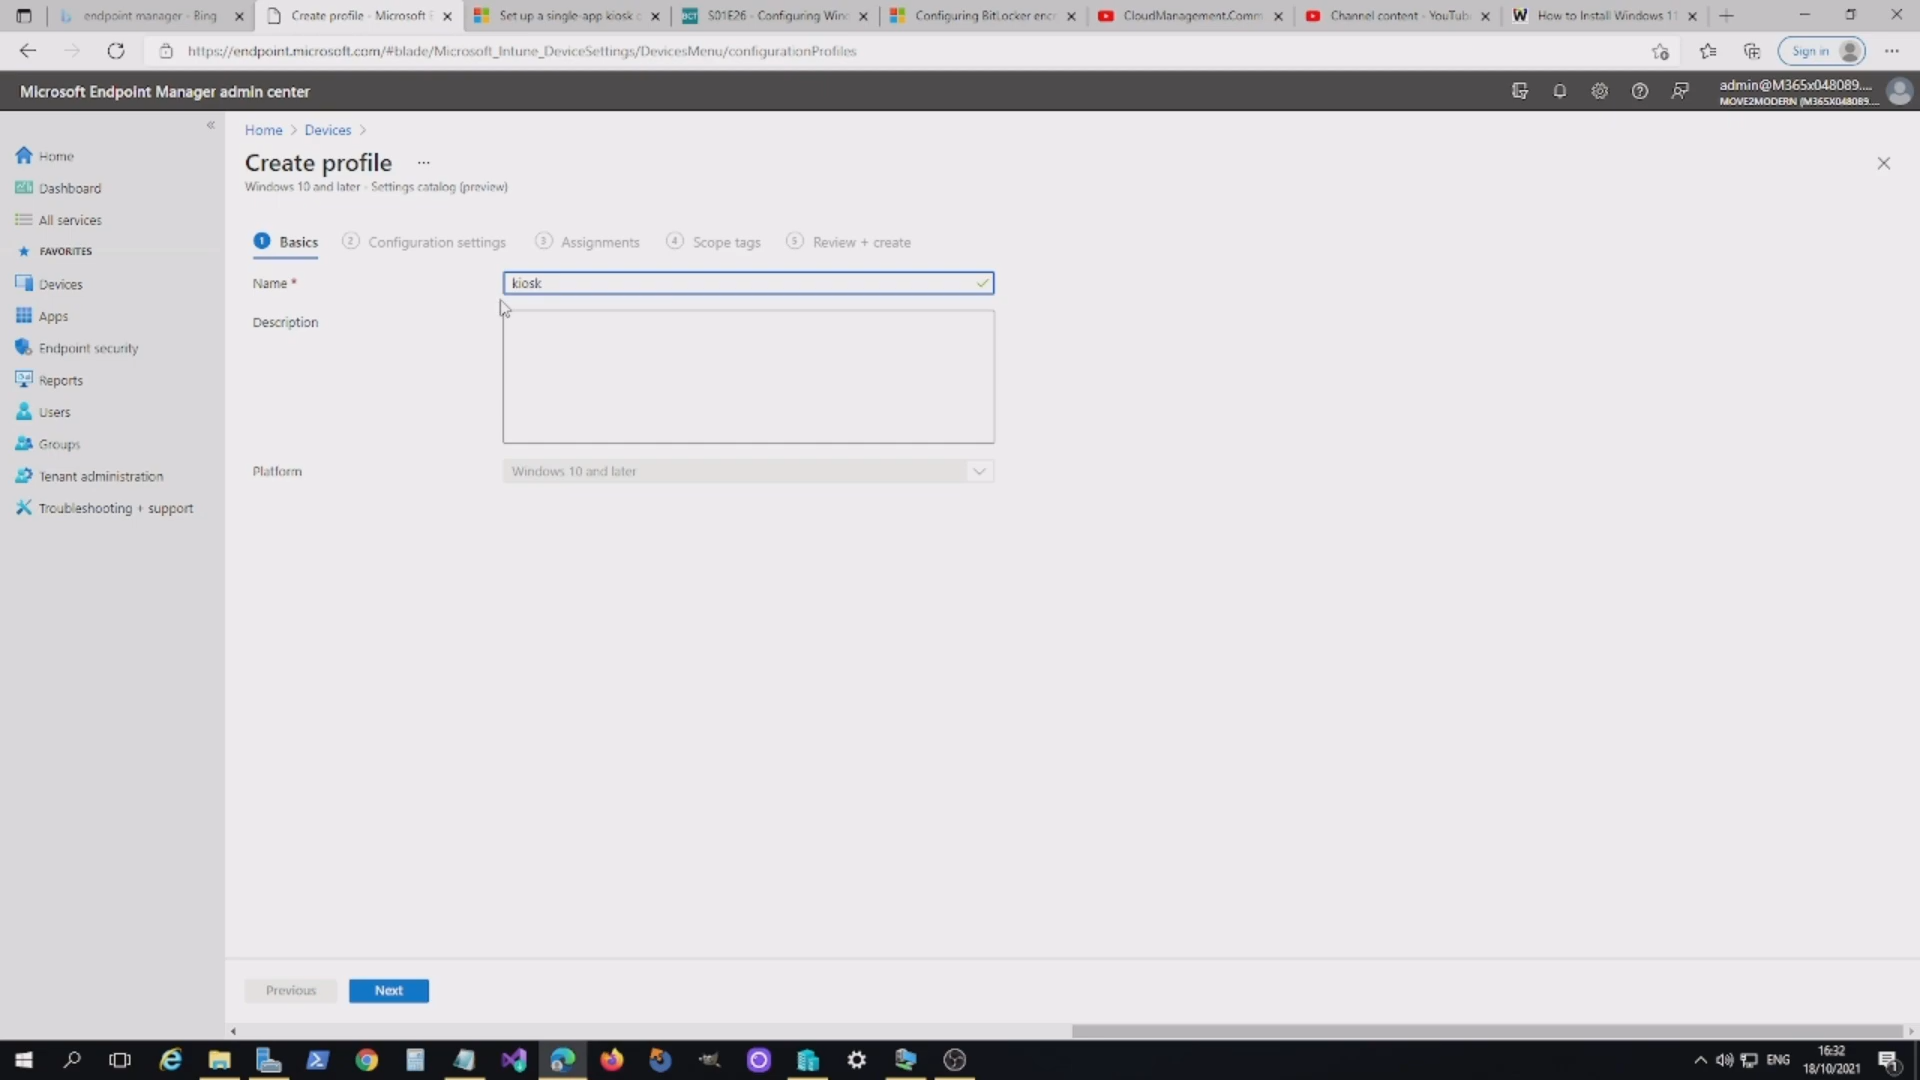 endpoint manager - Bing
Create profile - Microsoft E
Set up a single-app kiosk c
S01E26 - Configuring Wind
Configuring BitLocker encr
CloudManagement.Comm
Channel content - YouTub
How to Install Windows 11
https://endpoint.microsoft.com/#blade/Microsoft_Intune_DeviceSettings/DevicesMenu/configurationProfiles
Sign in
Microsoft Endpoint Manager admin center
admin@M365x048089....
MOVE2MODERN (M365X048089....
Home > Devices >
Create profile ...
Windows 10 and later - Settings catalog (preview)
Home
Dashboard
All services
FAVORITES
Devices
Apps
Endpoint security
Reports
Users
Groups
Tenant administration
Troubleshooting + support
1 Basics
2 Configuration settings
3 Assignments
4 Scope tags
5 Review + create
Name *
kiosk
Description
Platform
Windows 10 and later
Previous
Next
ENG
16:32
18/10/2021
1